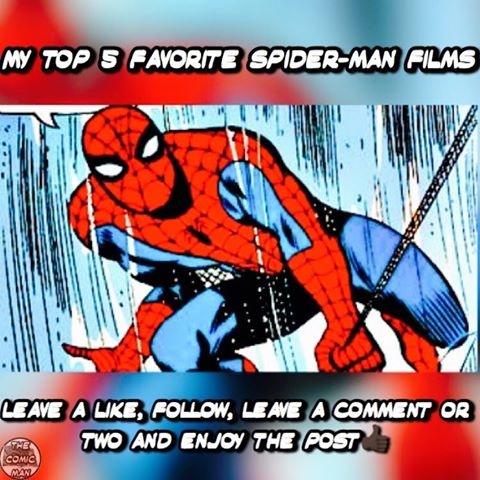 MY TOP 5 FAVORITE SPIDER-MAN FILMS
LEAVE A LIKE, FOLLOW, LEAVE A COMMENT OR
TWO AND ENJOY THE POST👍🏿
THE
COMIC
MAN